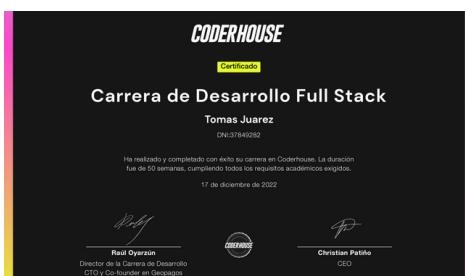 CODERHOUSE
Certificado
Carrera de Desarrollo Full Stack
Tomas Juarez
DNI:37849282
Ha realizado y completado con éxito su carrera en Coderhouse. La duración
fue de 50 semanas, cumpliendo todos los requisitos académicos exigidos.
17 de diciembre de 2022
Raúl Oyarzún
Director de la Carrera de Desarrollo
CTO y Co-founder en Geopagos
CODERHOUSE
Christian Patiño
CEO